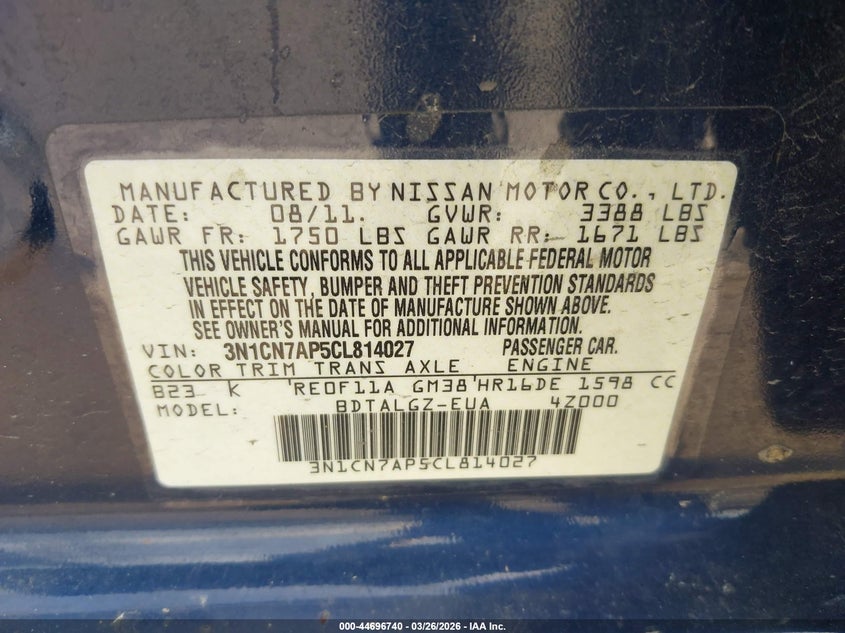 MANUFACTURED BY NISSAN MOTOR CO., LTD.
DATE: 08/11. GVWR: 3388 LBS
GAWR FR: 1750 LBS GAWR RR: 1671 LBS
THIS VEHICLE CONFORMS TO ALL APPLICABLE FEDERAL MOTOR
VEHICLE SAFETY, BUMPER AND THEFT PREVENTION STANDARDS
IN EFFECT ON THE DATE OF MANUFACTURE SHOWN ABOVE.
SEE OWNER'S MANUAL FOR ADDITIONAL INFORMATION.
VIN: 3N1CN7AP5CL814027 PASSENGER CAR.
COLOR TRIM TRANS AXLE ENGINE
B23 K 'RE0F11A GM38'HR16DE 1598 CC
MODEL: BDTALGZ-EUA 4Z000
3N1CN7AP5CL814027
000-44696740 | 03/26/2026 - IAA Inc.